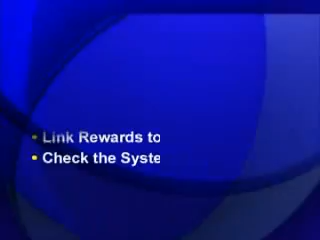 • Link Rewards to
• Check the Syste